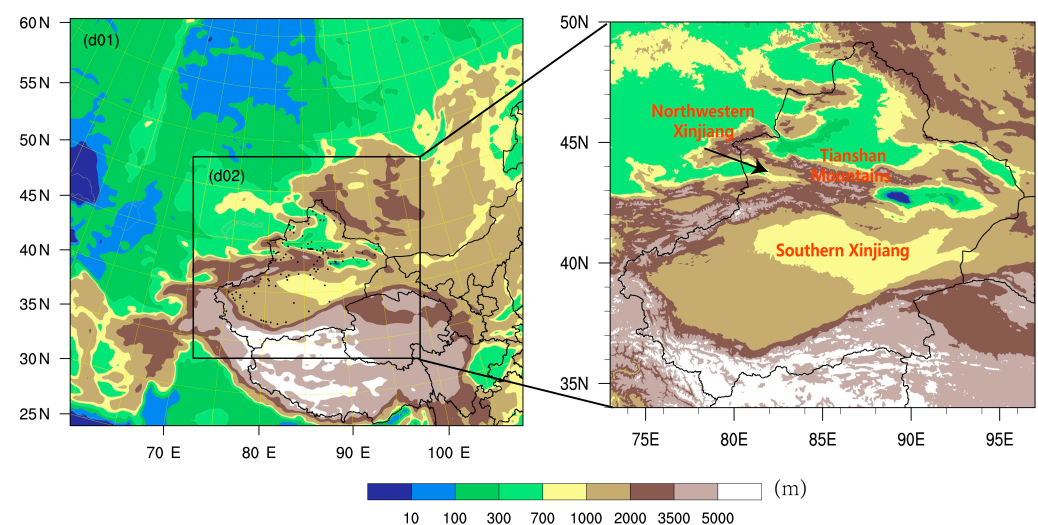 60 N
55 N
50 N
45 N
40 N
35 N
30 N
25 N
(d01)
(d02)
70 E
80 E
90 E
100 E
50N
45N
40N
35N
Northwestern
Xinjiang
Tianshan
Mountains
Southern Xinjiang
75E
80E
85E
90E
95E
10
100
300
700
1000
2000
3500
5000
(m)